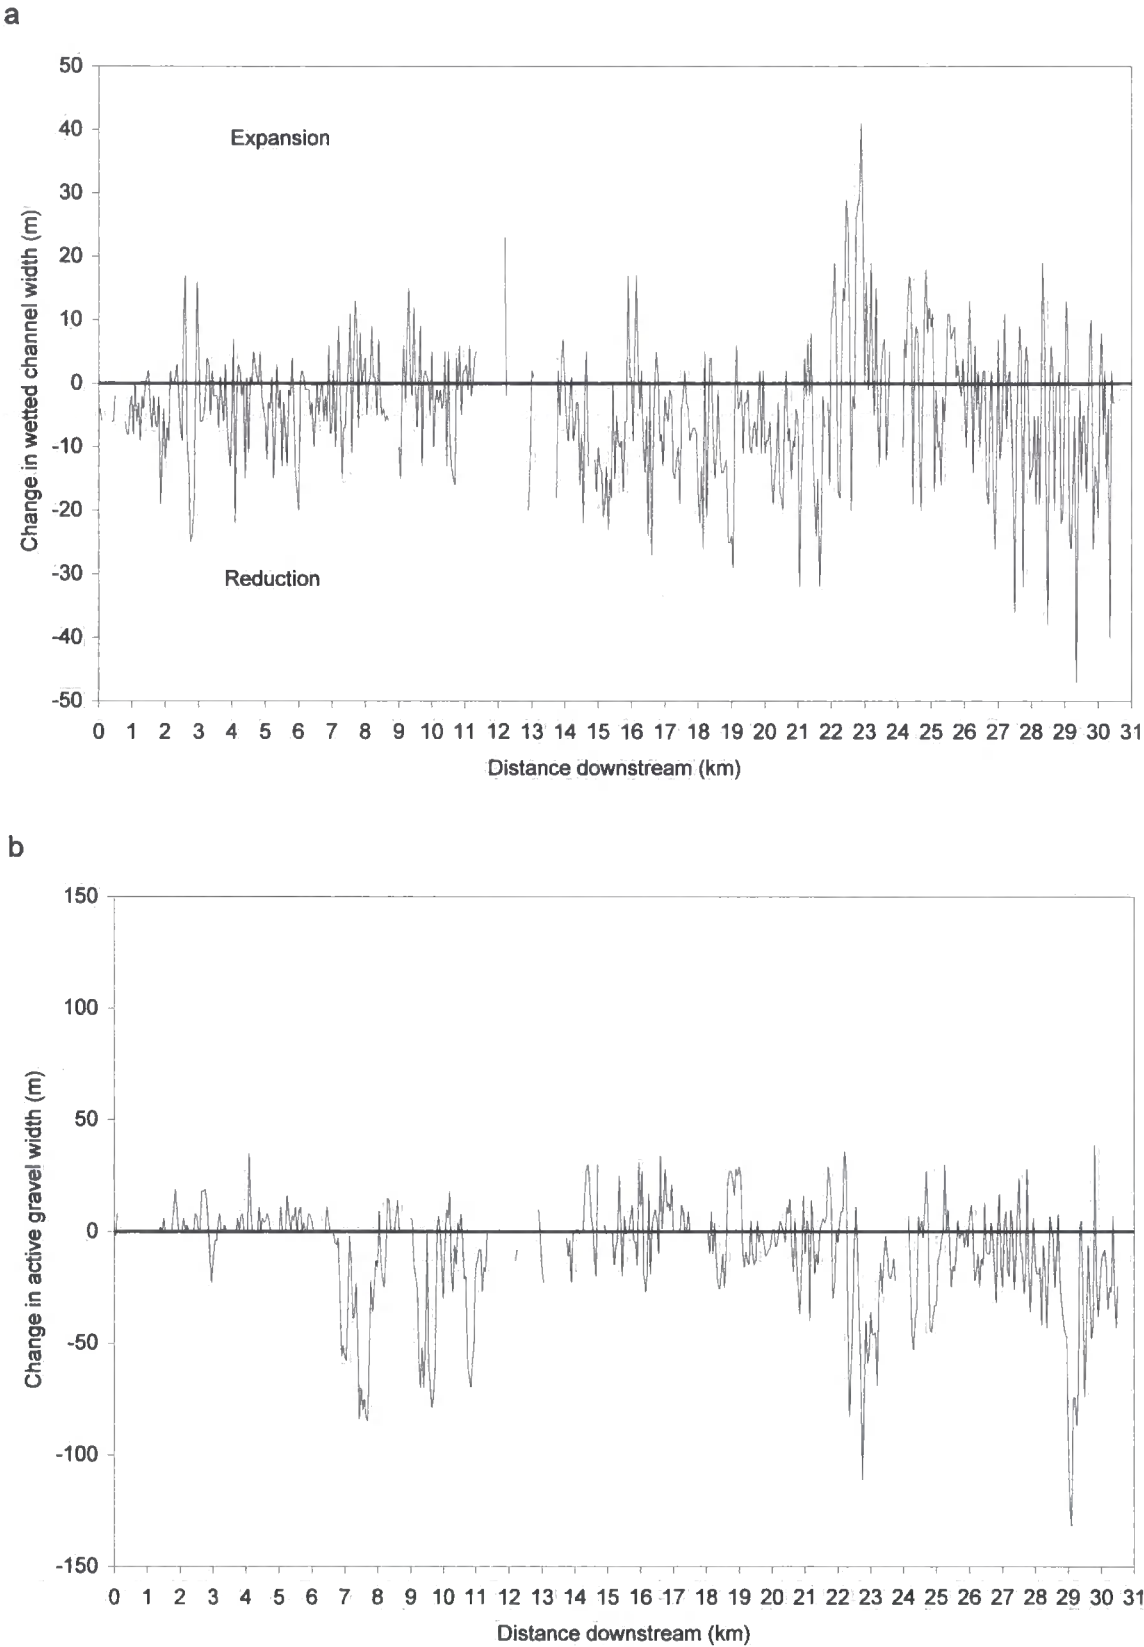 a
50
40
30
20
10
0
-10
-20
-30
-40
-50
Change in wetted channel width (m)
Expansion
Reduction
0 1 2 3 4 5 6 7 8 9 10 11 12 13 14 15 16 17 18 19 20 21 22 23 24 25 26 27 28 29 30 31
Distance downstream (km)
b
150
100
50
0
-50
-100
-150
Change in active gravel width (m)
0 1 2 3 4 5 6 7 8 9 10 11 12 13 14 15 16 17 18 19 20 21 22 23 24 25 26 27 28 29 30 31
Distance downstream (km)